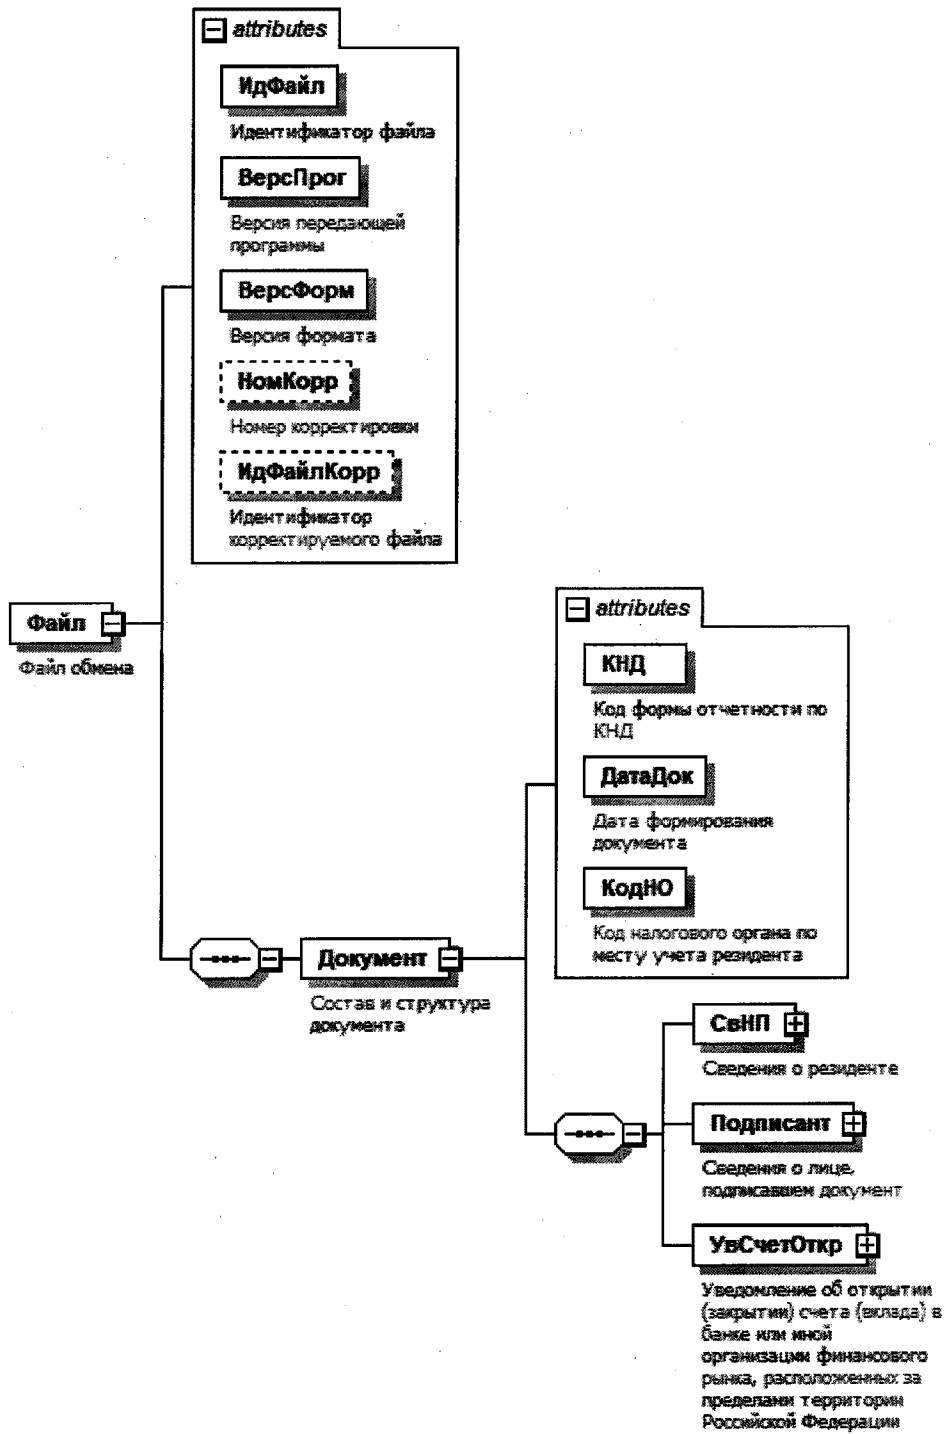 attributes
ИдФайл
Идентификатор файла
ВерсПрог
Версия передающей
программы
ВерсФорм
Версия формата
НомКорр
Номер корректировки
ИдФайлКорр
Идентификатор
корректируемого файла
Файл
Файл обмена
attributes
КНД
Код формы отчетности по
КНД
ДатаДок
Дата формирования
документа
КодНО
Код налогового органа по
месту учета резидента
Документ
Состав и структура
документа
СвНП
Сведения о резиденте
Подписант
Сведения о лице,
подписавшем документ
УвСчетОткр
Уведомление об открытии
(закрытии) счета (вклада) в
банке или иной
организации финансового
рынка, расположенных за
пределами территории
Российской Федерации